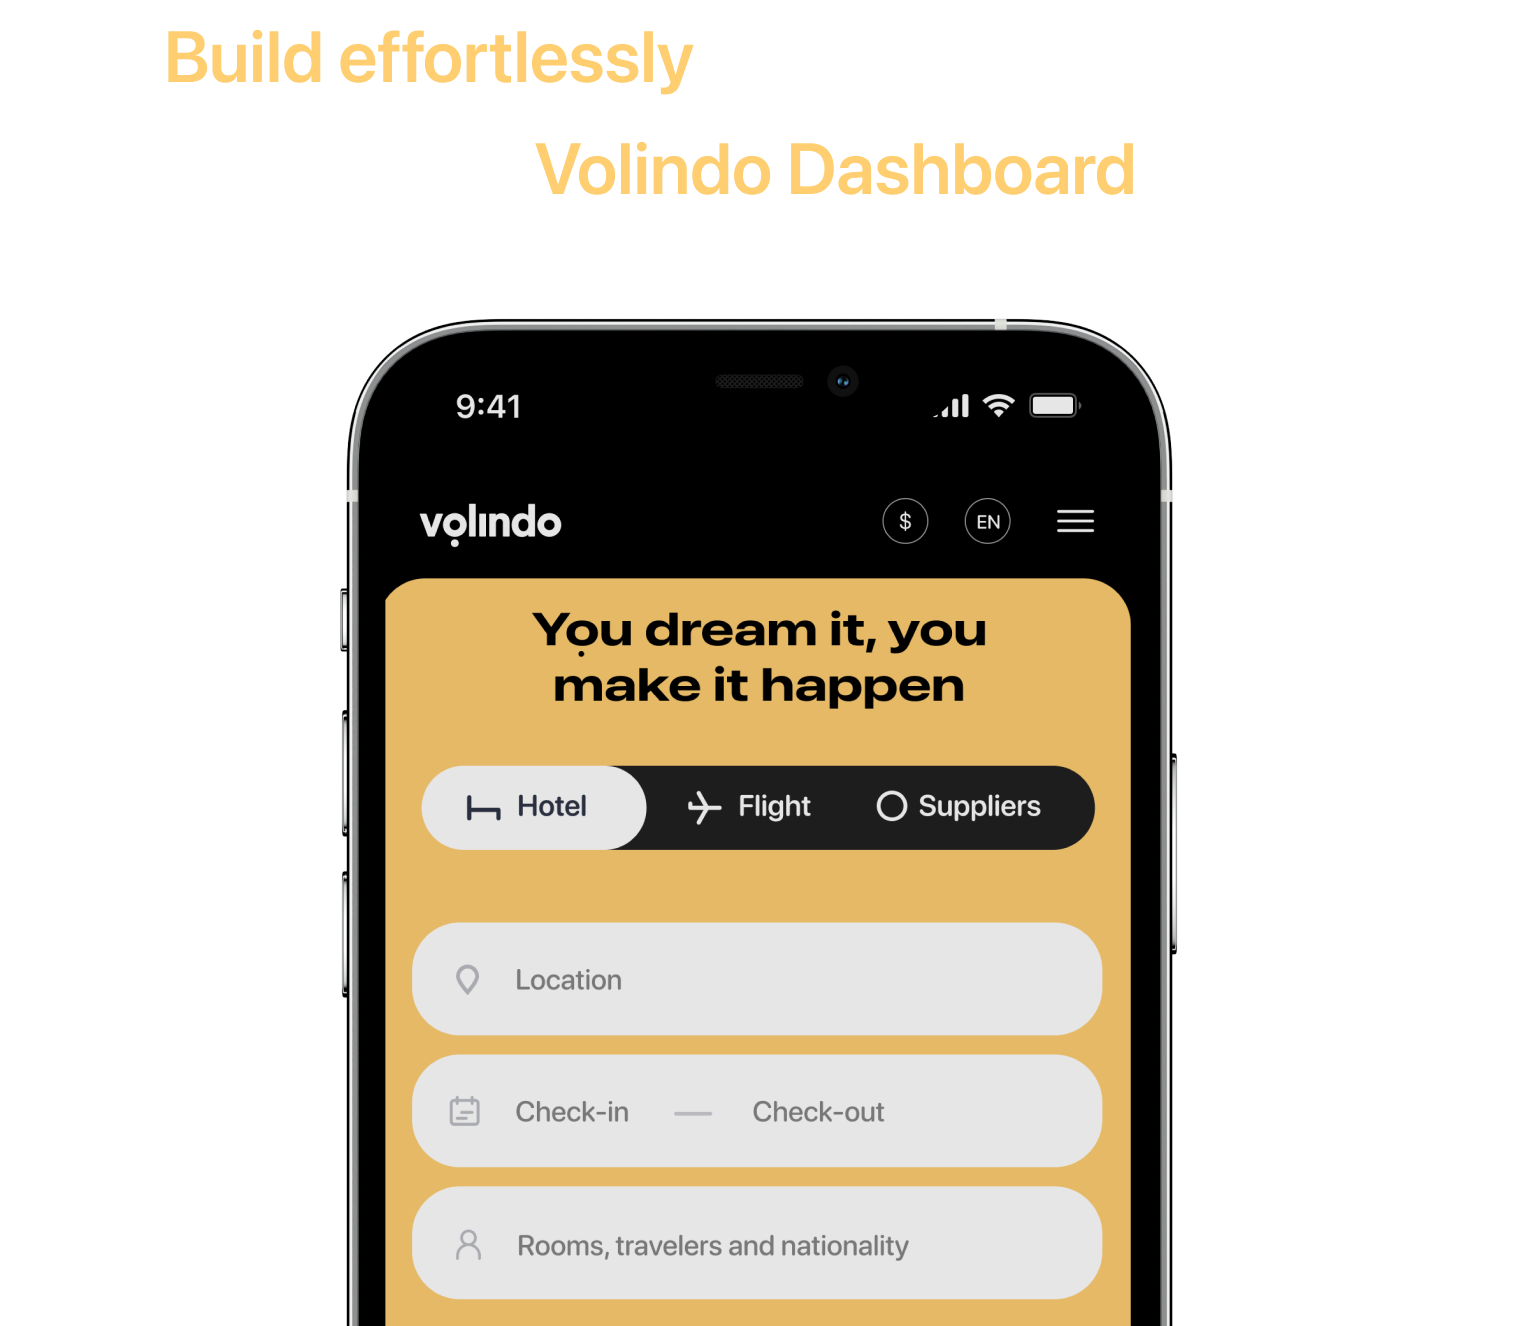 Build effortlessly
Volindo Dashboard
9:41
volindo
$ EN
You dream it, you
make it happen
Hotel Flight Suppliers
Location
Check-in — Check-out
Rooms, travelers and nationality